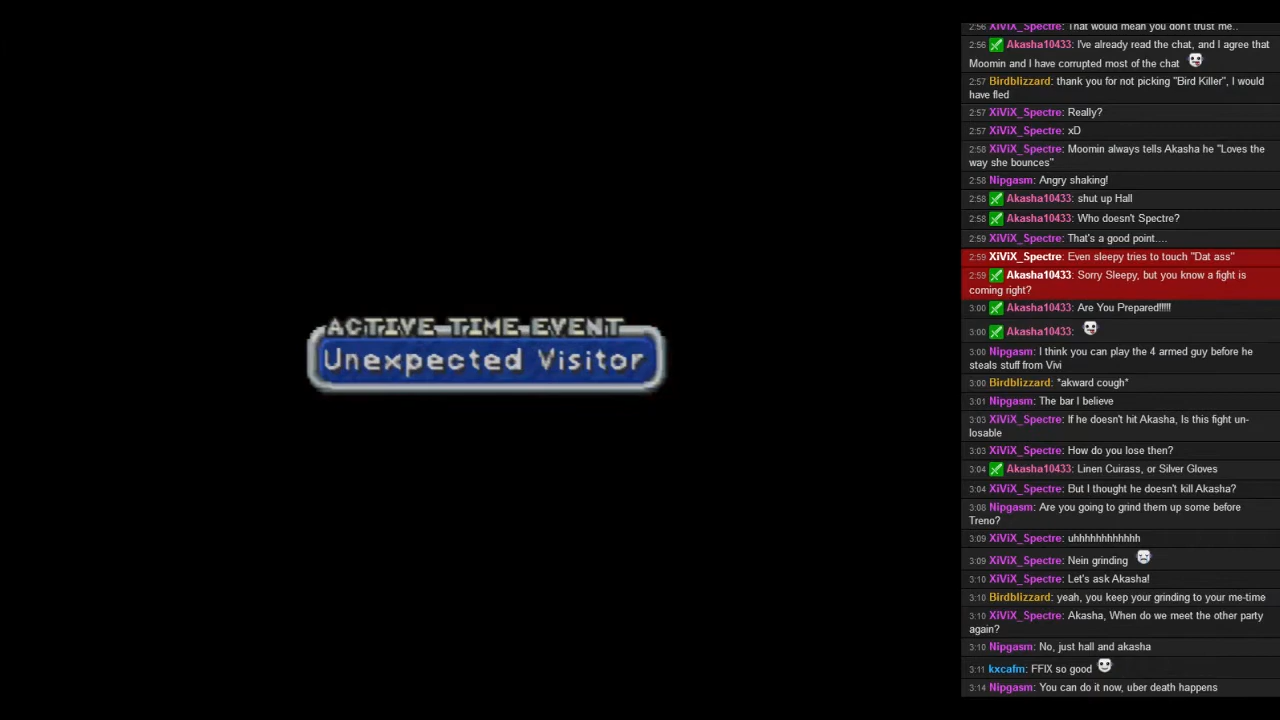 ACTIVE TIME EVENT
Unexpected Visitor
2:56 XiViX_Spectre: That would mean you don't trust me..
2:56 Akasha10433: I've already read the chat, and I agree that
Moomin and I have corrupted most of the chat
2:57 Birdblizzard: thank you for not picking "Bird Killer", I would
have fled
2:57 XiViX_Spectre: Really?
2:57 XiViX_Spectre: xD
2:58 XiViX_Spectre: Moomin always tells Akasha he "Loves the
way she bounces"
2:58 Nipgasm: Angry shaking!
2:58 Akasha10433: shut up Hall
2:58 Akasha10433: Who doesn't Spectre?
2:59 XiViX_Spectre: That's a good point....
2:59 XiViX_Spectre: Even sleepy tries to touch "Dat ass"
2:59 Akasha10433: Sorry Sleepy, but you know a fight is
coming right?
3:00 Akasha10433: Are You Prepared!!!!!
3:00 Akasha10433:
3:00 Nipgasm: I think you can play the 4 armed guy before he
steals stuff from Vivi
3:00 Birdblizzard: *akward cough*
3:01 Nipgasm: The bar I believe
3:03 XiViX_Spectre: If he doesn't hit Akasha, Is this fight un-
losable
3:03 XiViX_Spectre: How do you lose then?
3:04 Akasha10433: Linen Cuirass, or Silver Gloves
3:04 XiViX_Spectre: But I thought he doesn't kill Akasha?
3:08 Nipgasm: Are you going to grind them up some before
Treno?
3:09 XiViX_Spectre: uhhhhhhhhhhhh
3:09 XiViX_Spectre: Nein grinding
3:10 XiViX_Spectre: Let's ask Akasha!
3:10 Birdblizzard: yeah, you keep your grinding to your me-time
3:10 XiViX_Spectre: Akasha, When do we meet the other party
again?
3:10 Nipgasm: No, just hall and akasha
3:11 kxcafm: FFIX so good
3:14 Nipgasm: You can do it now, uber death happens